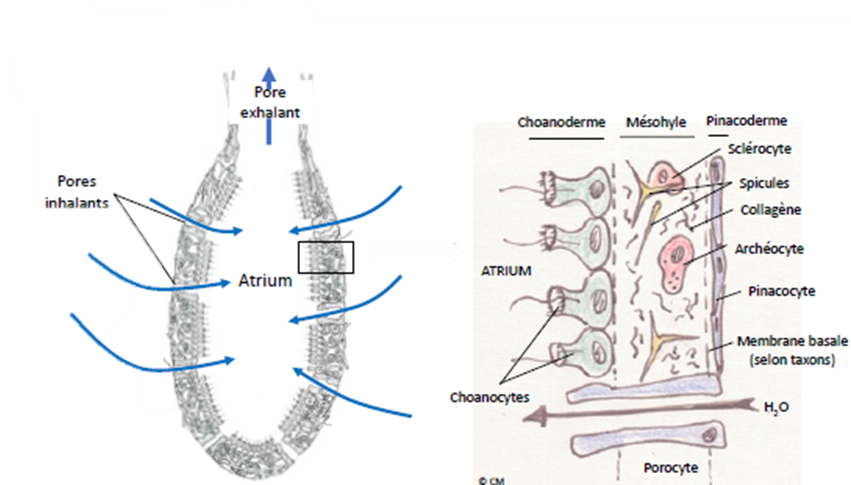 Pore
exhalant
Pores
inhalants
Atrium
Choanoderme
Mésohyle
Pinacoderme
Sclérocyte
Spicules
Collagène
Archéocyte
ATRIUM
Pinacocyte
Membrane basale
(selon taxons)
Choanocytes
H₂O
Porocyte
© CM